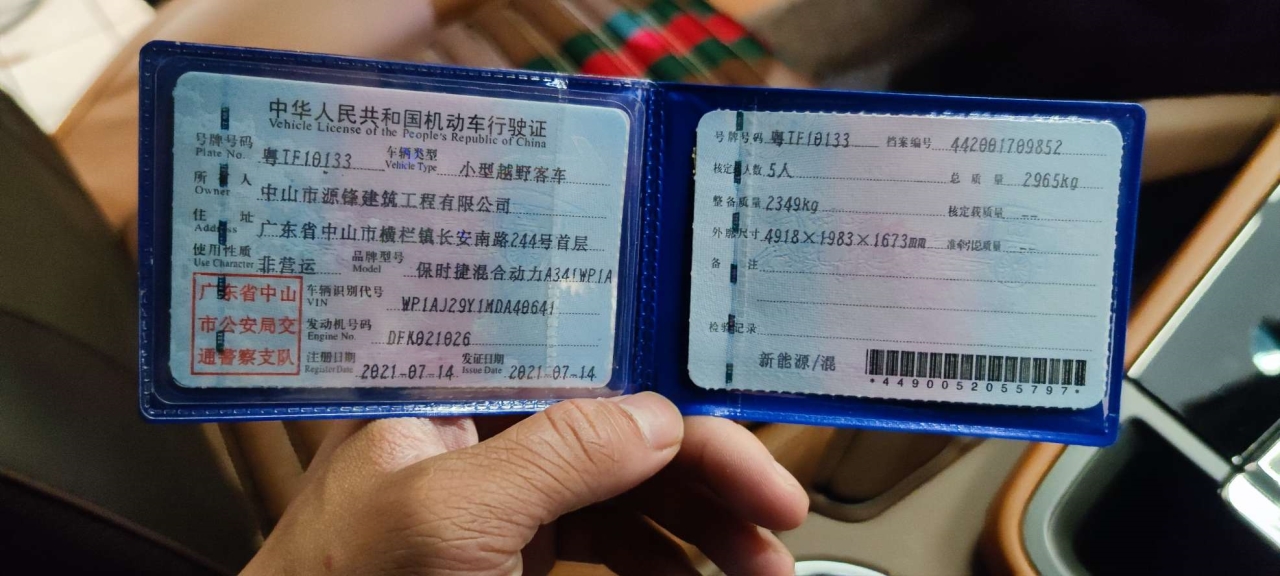 中华人民共和国机动车行驶证
Vehicle License of the People's Republic of China
号牌号码 粤TF10133 车辆类型 小型越野客车
Plate No. Vehicle Type
所有人 中山市源锋建筑工程有限公司
Owner
住址 广东省中山市横栏镇长安南路244号首层
Address
使用性质 非营运 品牌型号 保时捷混合动力
Use Character Model
广东省中山
市公安局交
通警察支队
车辆识别代号 WP1AJ29Y1MDA40641
VIN
发动机号码 DFK021026
Engine No.
注册日期 2021-07-14 发证日期 2021-07-14
Register Date Issue Date
号牌号码 粤TF10133 档案编号 442001709852
核定人数 5人 总质量 2965kg
整备质量 2349kg 核定载质量 --
外廓尺寸 4918×1983×1673mm 准牵引总质量 --
备注
检验记录
新能源/混
*4490052055797*